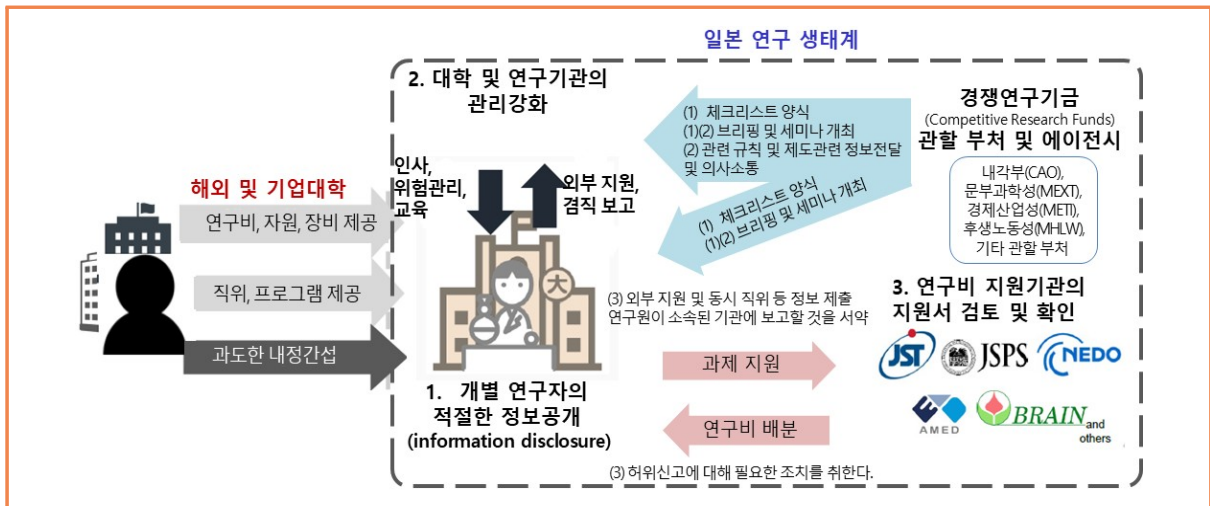 일본 연구 생태계
2. 대학 및 연구기관의
관리강화
(1) 체크리스트 양식
(1)(2) 브리핑 및 세미나 개최
(2) 관련 규칙 및 제도관련 정보전달
및 의사소통
경쟁연구기금
(Competitive Research Funds)
관할 부처 및 에이전시
내각부(CAO),
문부과학성(METI),
경제산업성(METI),
후생노동성(MHLW),
기타 관할 부처
인사,
위험관리,
교육
외부 지원,
겸직 보고
(1) 체크리스트 양식
(1)(2) 브리핑 및 세미나 개최
해외 및 기업대학
연구비, 자원, 장비 제공
직위, 프로그램 제공
과도한 내정간섭
大
(3) 외부 지원 및 동시 직위 등 정보 제출
연구원이 소속된 기관에 보고할 것을 서약
3. 연구비 지원기관의
지원서 검토 및 확인
JST
JSPS
NEDO
과제 지원
1. 개별 연구자의
적절한 정보공개
(information disclosure)
연구비 배분
AMED
BRAIN and
others
(3) 허위신고에 대해 필요한 조치를 취한다.